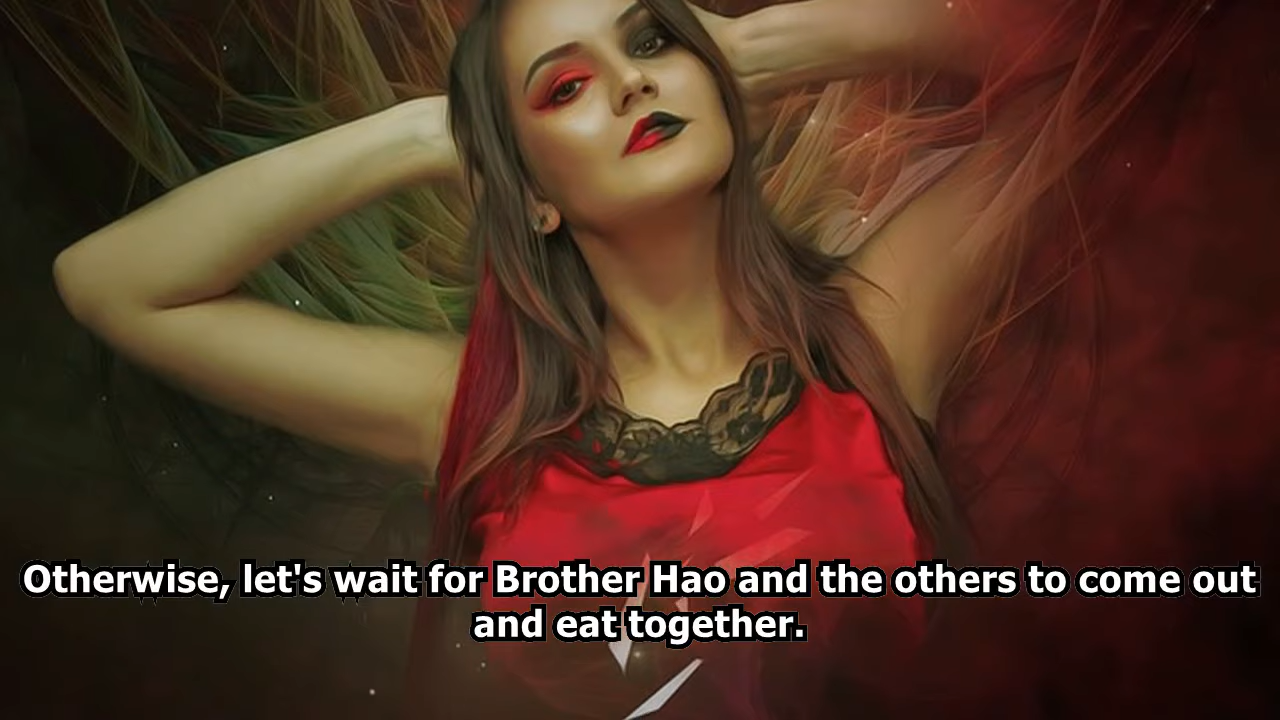 Otherwise, let's wait for Brother Hao and the others to come out
and eat together.